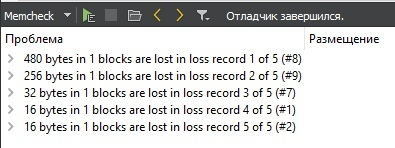 Memcheck Отладчик завершился.
Проблема Размещение
480 bytes in 1 blocks are lost in loss record 1 of 5 (#8)
256 bytes in 1 blocks are lost in loss record 2 of 5 (#9)
32 bytes in 1 blocks are lost in loss record 3 of 5 (#7)
16 bytes in 1 blocks are lost in loss record 4 of 5 (#1)
16 bytes in 1 blocks are lost in loss record 5 of 5 (#2)